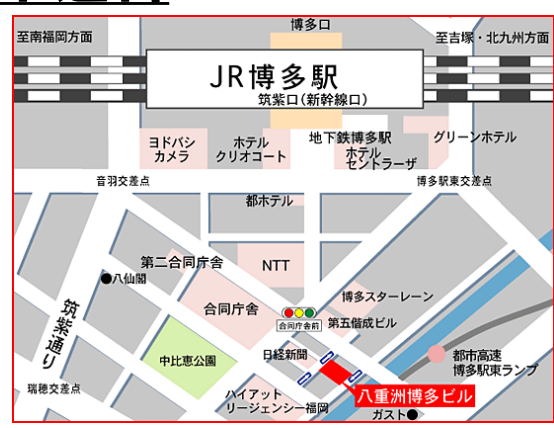 博多口
至南福岡方面
至吉塚・北九州方面
JR博多駅
筑紫口(新幹線口)
ヨドバシ
カメラ
ホテル
クリオコート
地下鉄博多駅
ホテル
セントラーザ
グリーンホテル
音羽交差点
博多駅東交差点
都ホテル
第二合同庁舎
NTT
●八仙閣
合同庁舎
博多スターレーン
合同庁舎前
第五偕成ビル
筑紫通り
中比恵公園
日経新聞
都市高速
博多駅東ランプ
瑞穂交差点
ハイアット
リージェンシー福岡
八重洲博多ビル
ガスト●